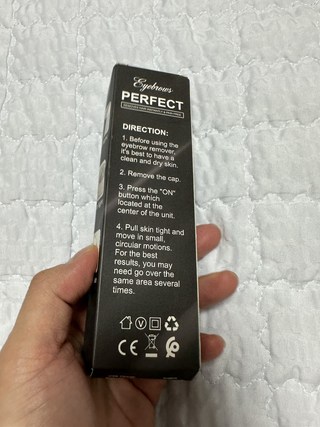 Eyebrows
PERFECT
DIRECTION:
1. Before using the
eyebrow remover,
it's best to have a
clean and dry skin.
2. Remove the cap.
3. Press the "ON"
button which
located at the
center of the unit.
4. Pull skin tight and
move in small,
circular motions.
For the best
results, you may
need go over the
same area several
times.
CE